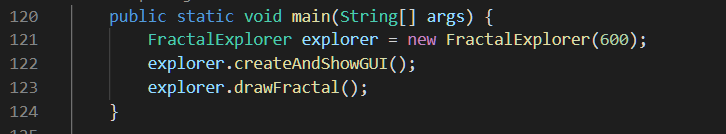 120 public static void main(String[] args) {
121 FractalExplorer explorer = new FractalExplorer(600);
122 explorer.createAndShowGUI();
123 explorer.drawFractal();
124 }